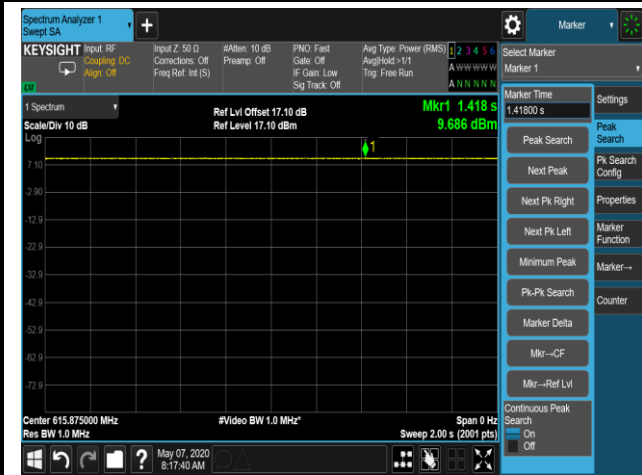 Spectrum Analyzer 1
Swept SA
Marker
KEYSIGHT
Input: RF
Coupling: DC
Align: Off
Input Z: 50 Ω
Corrections: Off
Freq Ref: Int (S)
#Atten: 10 dB
Preamp: Off
PNO: Fast
Gate: Off
IF Gain: Low
Sig Track: Off
Avg Type: Power (RMS)
Avg|Hold:>1/1
Trig: Free Run
1 2 3 4 5 6
A W W W W W
A N N N N N
Select Marker
Marker 1
1 Spectrum
Scale/Div 10 dB
Ref Lvl Offset 17.10 dB
Ref Level 17.10 dBm
Mkr1 1.418 s
9.686 dBm
Log
1
7.10
-2.90
-12.9
-22.9
-32.9
-42.9
-52.9
-62.9
-72.9
Center 615.875000 MHz
Res BW 1.0 MHz
#Video BW 1.0 MHz*
Span 0 Hz
Sweep 2.00 s (2001 pts)
Marker Time
1.41800 s
Peak Search
Next Peak
Next Pk Right
Next Pk Left
Minimum Peak
Pk-Pk Search
Marker Delta
Mkr→CF
Mkr→Ref Lvl
Continuous Peak
Search
On
Off
Settings
Peak
Search
Pk Search
Config
Properties
Marker
Function
Marker→
Counter
May 07, 2020
8:17:40 AM